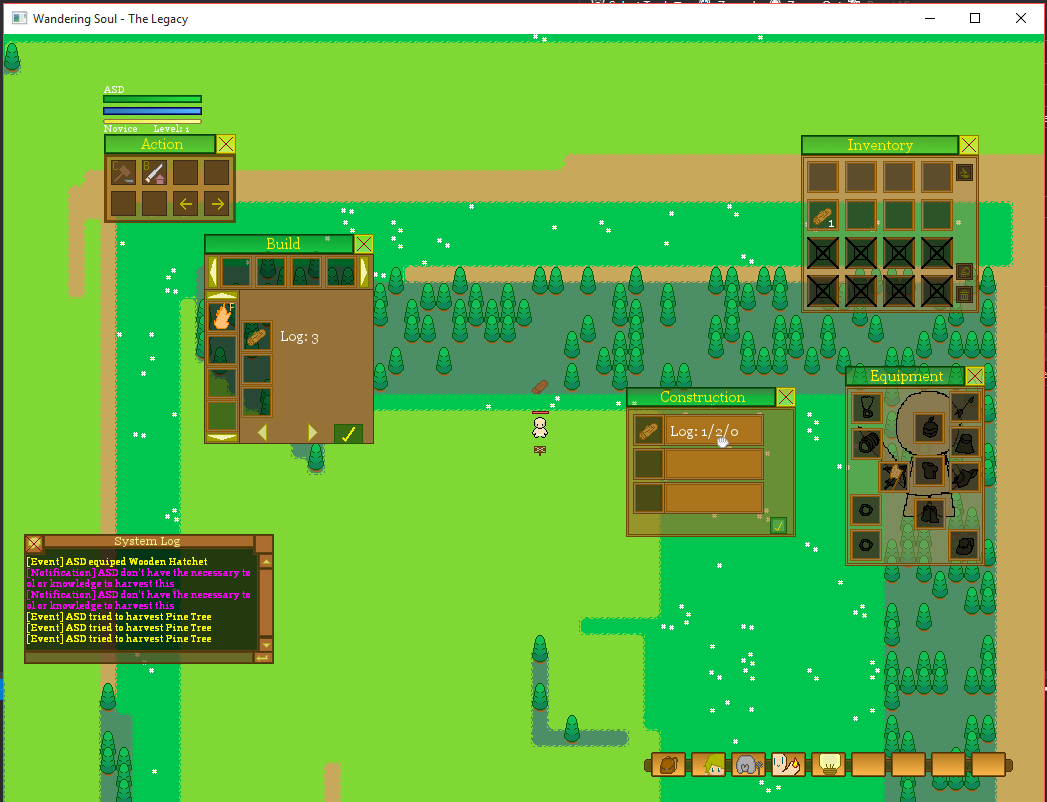 Wandering Soul - The Legacy
ASD
Novice Level: 1
Action
C
B
Inventory
1
Build
F
Log: 3
Equipment
Construction
Log: 1/2/0
System Log
[Event] ASD equiped Wooden Hatchet
[Notification] ASD don't have the necessary to
ol or knowledge to harvest this
[Notification] ASD don't have the necessary to
ol or knowledge to harvest this
[Event] ASD tried to harvest Pine Tree
[Event] ASD tried to harvest Pine Tree
[Event] ASD tried to harvest Pine Tree